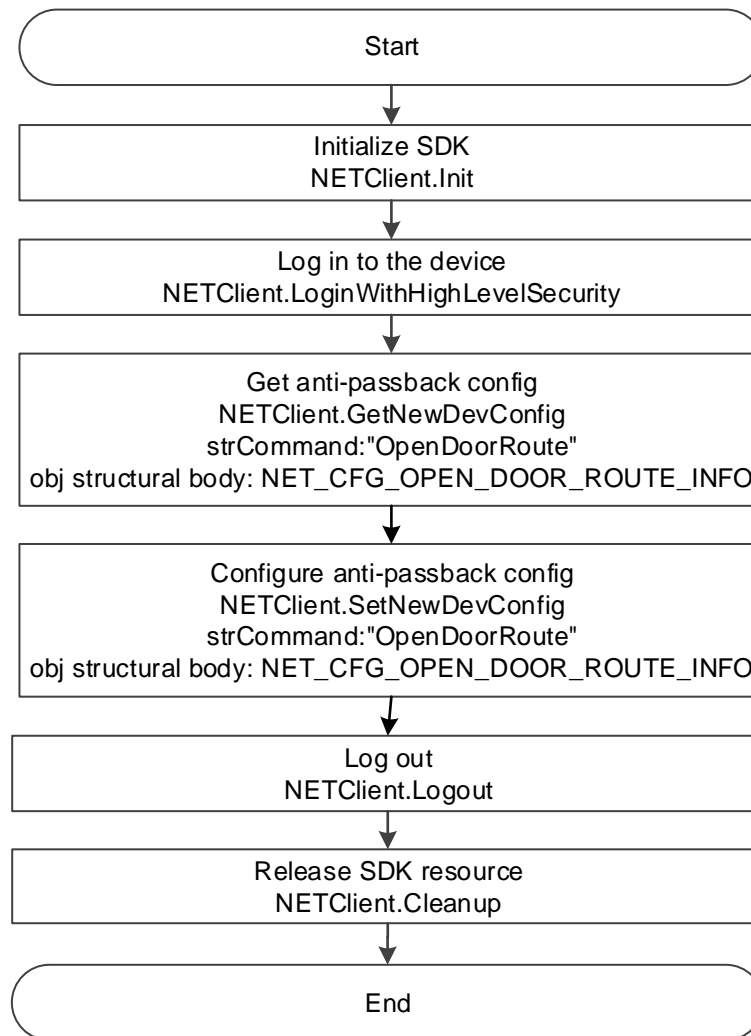 Start
Initialize SDK
NETClient.Init
Log in to the device
NETClient.LoginWithHighLevelSecurity
Get anti-passback config
NETClient.GetNewDevConfig
strCommand:"OpenDoorRoute"
obj structural body: NET_CFG_OPEN_DOOR_ROUTE_INFO
Configure anti-passback config
NETClient.SetNewDevConfig
strCommand:"OpenDoorRoute"
obj structural body: NET_CFG_OPEN_DOOR_ROUTE_INFO
Log out
NETClient.Logout
Release SDK resource
NETClient.Cleanup
End